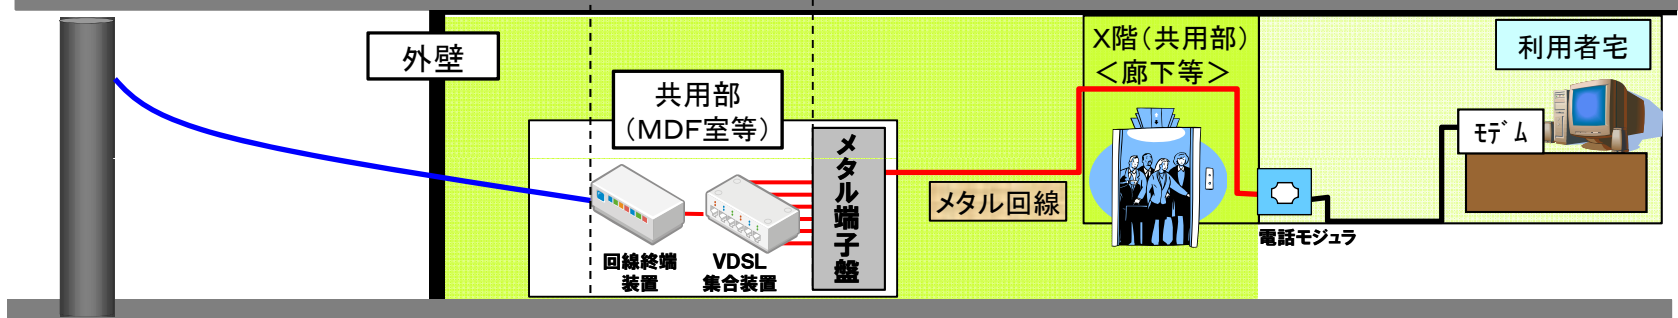 外壁
共用部
（MDF室等）
回線終端
装置
VDSL
集合装置
メタル端子盤
メタル回線
X階（共用部）
＜廊下等＞
電話モジュラ
ﾓﾃﾞﾑ
利用者宅